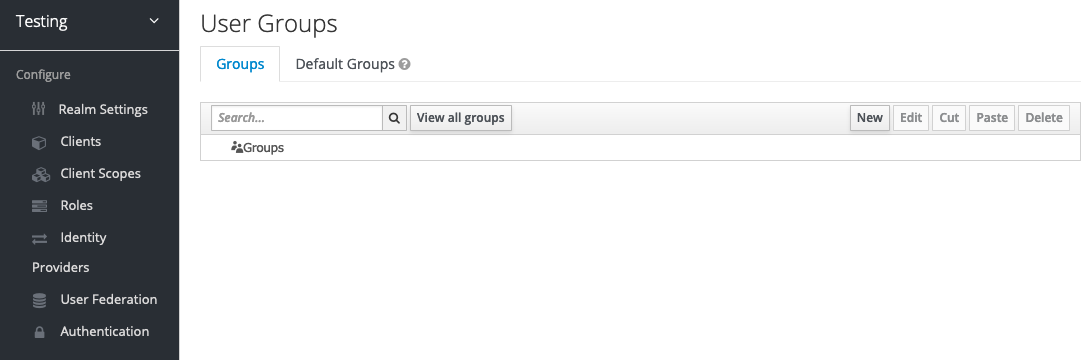 Testing
Configure
Realm Settings
Clients
Client Scopes
Roles
Identity
Providers
User Federation
Authentication
User Groups
Groups Default Groups
Search... View all groups New Edit Cut Paste Delete
Groups